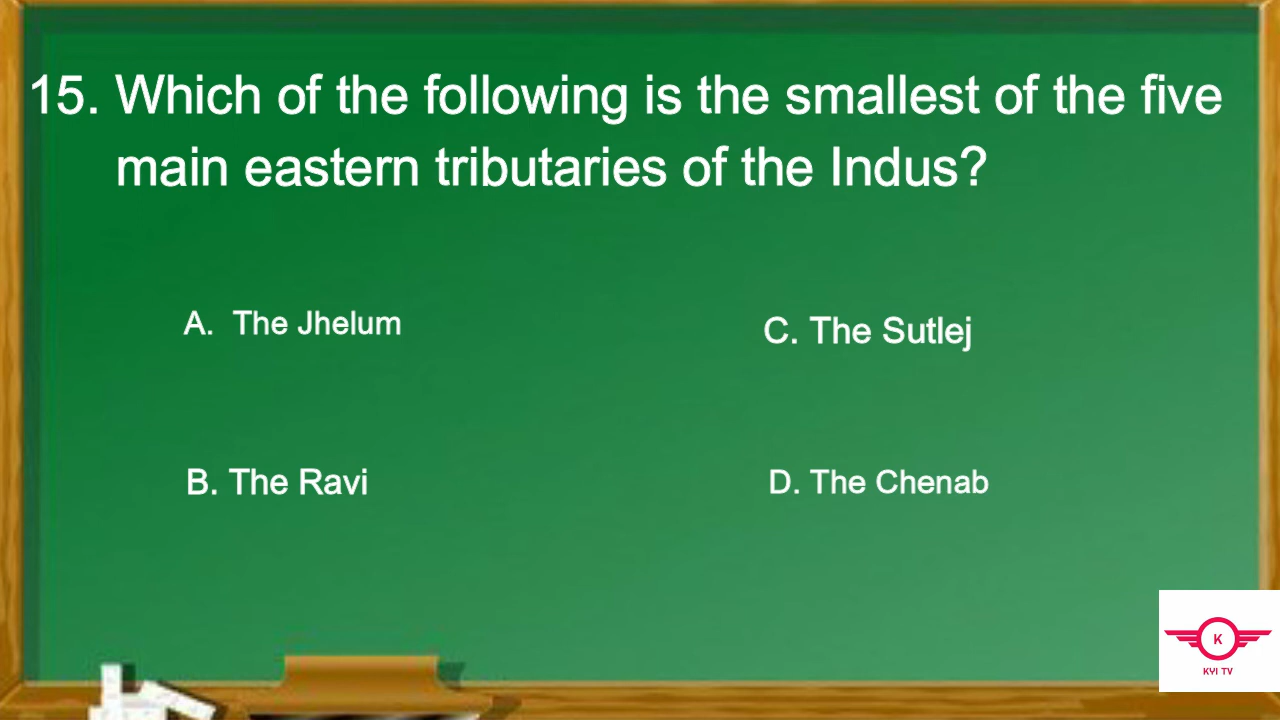 15. Which of the following is the smallest of the five
main eastern tributaries of the Indus?
A. The Jhelum
C. The Sutlej
B. The Ravi
D. The Chenab
K
KYI TV